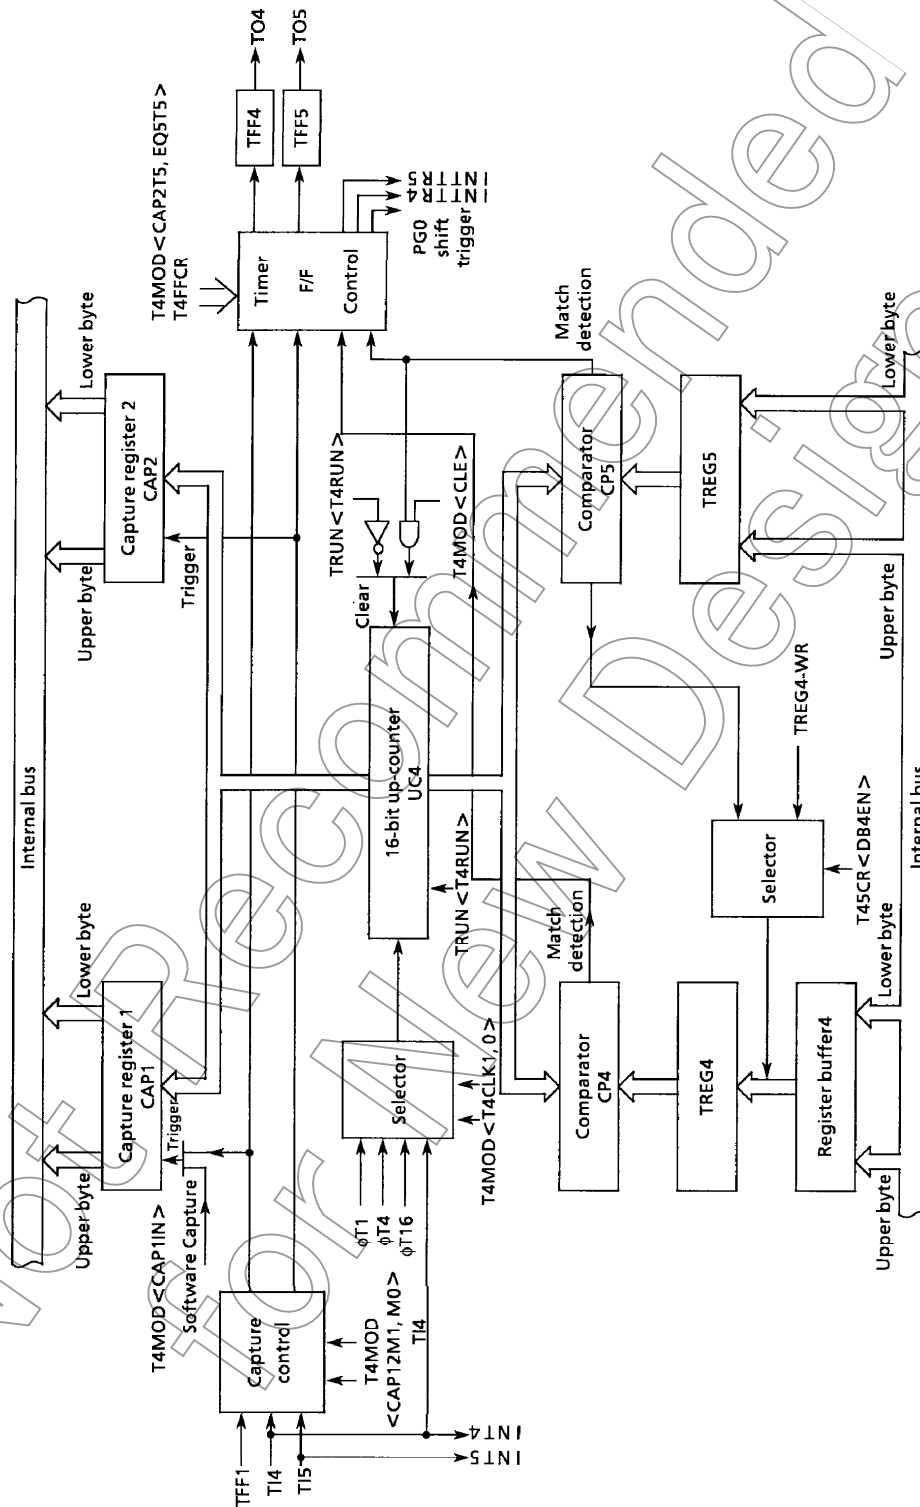 Internal bus
Upper byte
Lower byte
Upper byte
Lower byte
Capture register 1
CAP1
Capture register 2
CAP2
T4MOD<CAP1IN>
Software Capture
Trigger
Trigger
T4MOD<CAP2T5, EQ5T5>
T4FFCR
TFF1
TI4
TI5
Capture
control
T4MOD
<CAP12M1, M0>
INT4
INT5
Timer
F/F
Control
TFF4
TO4
TFF5
TO5
INTTR5
INTTR4
PG0
shift
trigger
TRUN<T4RUN>
Clear
T4MOD<CLE>
ϕT1
ϕT4
ϕT16
TI4
Selector
T4MOD<T4CLK1, 0>
16-bit up-counter
UC4
TRUN<T4RUN>
Match
detection
Match
detection
Comparator
CP4
Comparator
CP5
TREG4
TREG5
Selector
TREG4-WR
T45CR<DB4EN>
Register buffer4
Upper byte
Lower byte
Upper byte
Lower byte
Internal bus
Not Recommended
for New Design